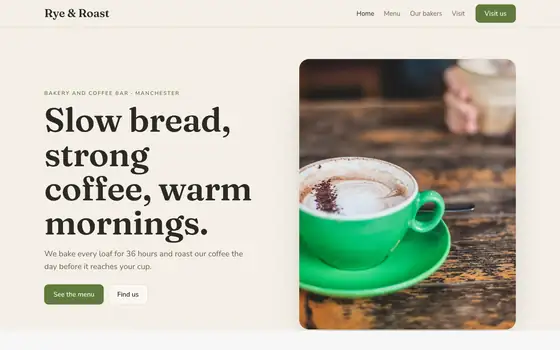 Rye & Roast
Home Menu Our bakers Visit Visit us
BAKERY AND COFFEE BAR · MANCHESTER
Slow bread,
strong
coffee, warm
mornings.
We bake every loaf for 36 hours and roast our coffee the
day before it reaches your cup.
See the menu Find us